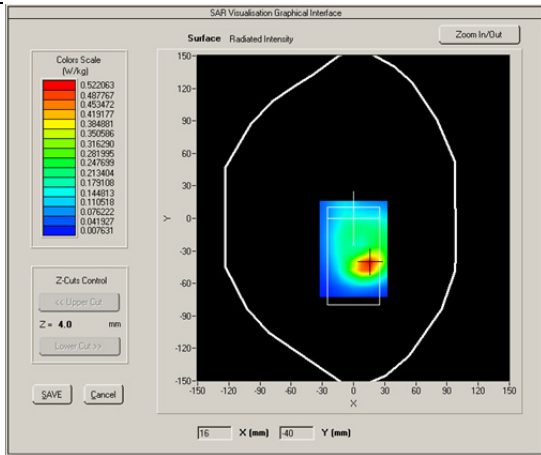 SAR Visualisation Graphical Interface
Surface Radiated Intensity
Zoom In/Out
Colors Scale
(W/kg)
0.522063
0.487767
0.453472
0.419177
0.384881
0.350586
0.316290
0.281995
0.247699
0.213404
0.179108
0.144813
0.110518
0.076222
0.041927
0.007631
Z-Cuts Control
<< Upper Cut
Z = 4.0 mm
Lower Cut >>
SAVE Cancel
150
120
90
60
30
0
-30
-60
-90
-120
-150
Y
-150 -120 -90 -60 -30 0 30 60 90 120 150
X
16 X (mm) -40 Y (mm)